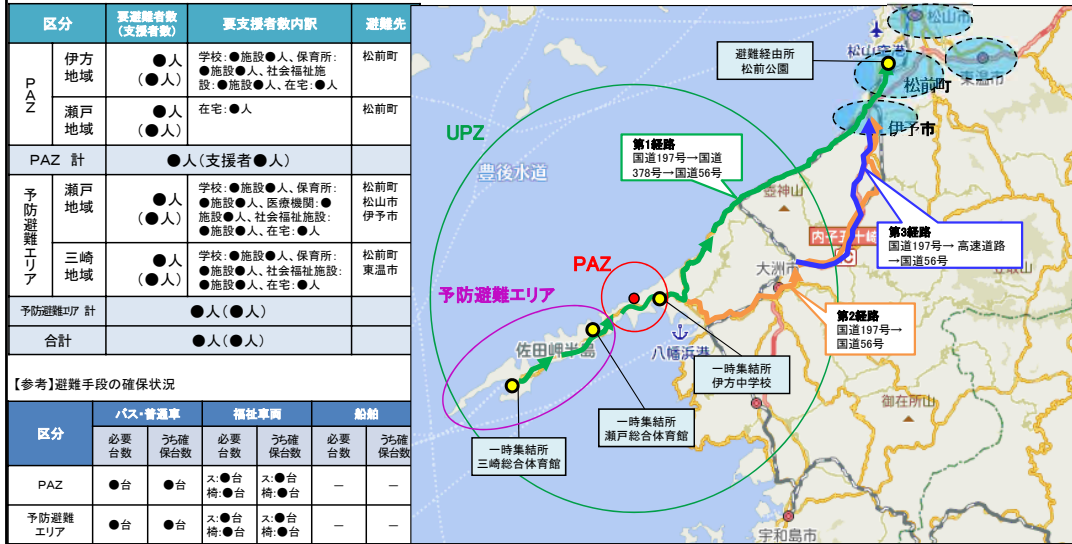 区分
要避難者数
(支援者数)
要支援者数内訳
避難先
PAZ
伊方
地域
●人
(●人)
学校:●施設●人、保育所:
●施設●人、社会福祉施
設:●施設●人、在宅:●人
松前町
瀬戸
地域
●人
(●人)
在宅:●人
松前町
PAZ 計
●人(支援者●人)
予防避難エリア
瀬戸
地域
●人
(●人)
学校:●施設●人、保育所:
●施設●人、医療機関:●
施設●人、社会福祉施設:
●施設●人、在宅:●人
松前町
松山市
伊予市
三崎
地域
●人
(●人)
学校:●施設●人、保育所:
●施設●人、社会福祉施設:
●施設●人、在宅:●人
松前町
東温市
予防避難エリア 計
●人(●人)
合計
●人(●人)
【参考】避難手段の確保状況
区分
バス・普通車
福祉車両
船舶
必要
台数
うち確
保台数
必要
台数
うち確
保台数
必要
台数
うち確
保台数
PAZ
●台
●台
ス:●台
椅:●台
ス:●台
椅:●台
－
－
予防避難
エリア
●台
●台
ス:●台
椅:●台
ス:●台
椅:●台
－
－
松山市
松山空港
東温市
避難経由所
松前公園
松前町
伊予市
UPZ
豊後水道
第1経路
国道197号→国道
378号→国道56号
壺神山
第3経路
国道197号→ 高速道路
→国道56号
内子五十崎
大洲市
PAZ
予防避難エリア
佐田岬半島
八幡浜港
第2経路
国道197号→
国道56号
一時集結所
伊方中学校
一時集結所
瀬戸総合体育館
一時集結所
三崎総合体育館
御在所山
宇和島市